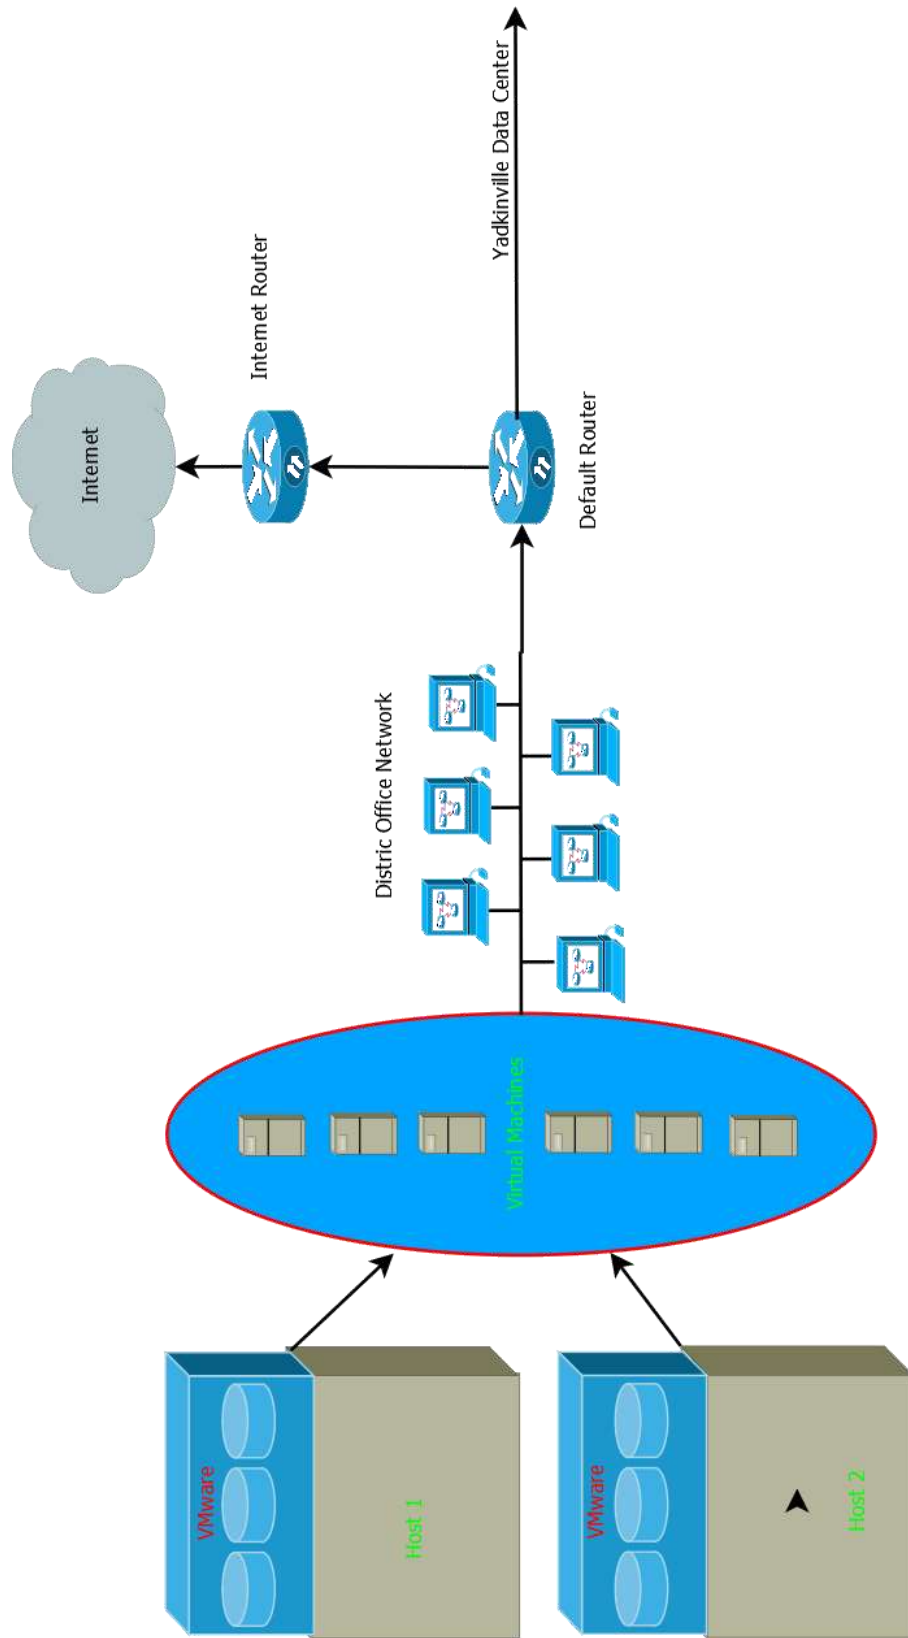 VMware
Host 1
VMware
Host 2
Virtual Machines
Distric Office Network
Default Router
Internet Router
Internet
Yadkinville Data Center